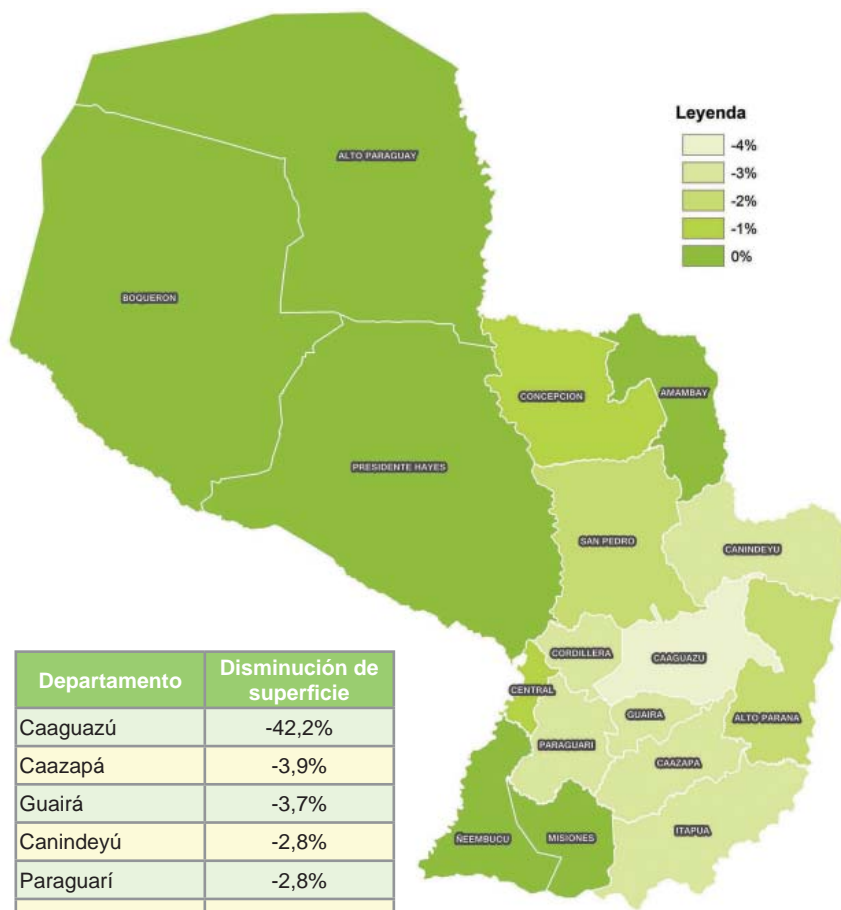 Leyenda
-4%
-3%
-2%
-1%
0%
ALTO PARAGUAY
BOQUERON
CONCEPCION
AMAMBAY
PRESIDENTE HAYES
SAN PEDRO
CANINDEYU
CORDILLERA
CAAGUAZU
CENTRAL
GUAIRA
ALTO PARANA
PARAGUARI
CAAZAPA
ITAPUA
ÑEEMBUCU
MISIONES
Departamento
Disminución de
superficie
Caaguazú -42,2%
Caazapá -3,9%
Guairá -3,7%
Canindeyú -2,8%
Paraguarí -2,8%